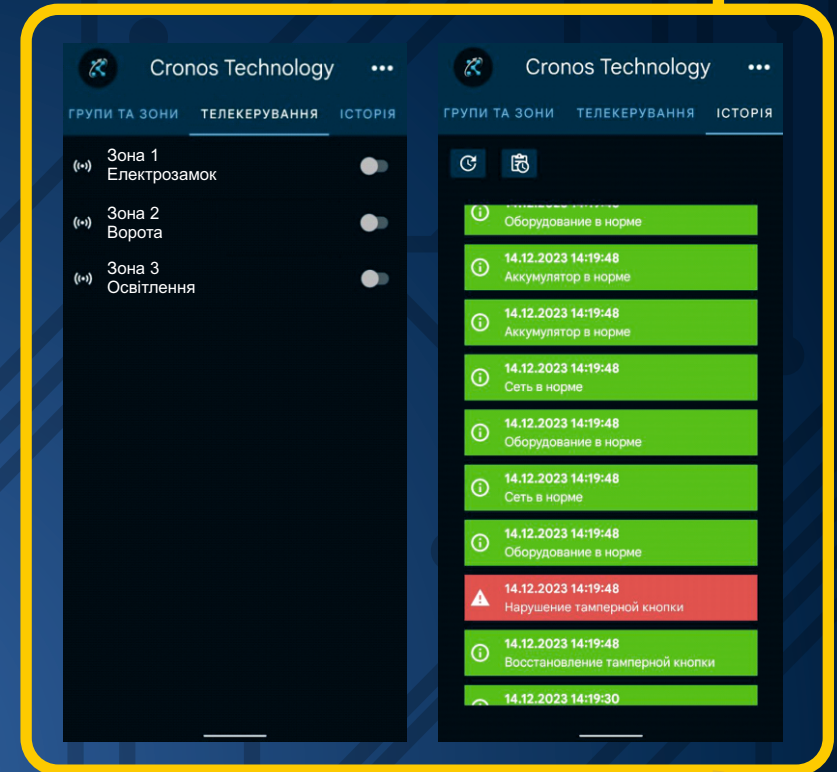 Cronos Technology
ГРУПИ ТА ЗОНИ ТЕЛЕКЕРУВАННЯ ІСТОРІЯ
Зона 1
Електрозамок
Зона 2
Ворота
Зона 3
Освітлення
Cronos Technology
ГРУПИ ТА ЗОНИ ТЕЛЕКЕРУВАННЯ ІСТОРІЯ
Оборудование в норме
14.12.2023 14:19:48
Аккумулятор в норме
14.12.2023 14:19:48
Аккумулятор в норме
14.12.2023 14:19:48
Сеть в норме
14.12.2023 14:19:48
Оборудование в норме
14.12.2023 14:19:48
Сеть в норме
14.12.2023 14:19:48
Оборудование в норме
14.12.2023 14:19:48
Нарушение тамперной кнопки
14.12.2023 14:19:48
Восстановление тамперной кнопки
14.12.2023 14:19:30